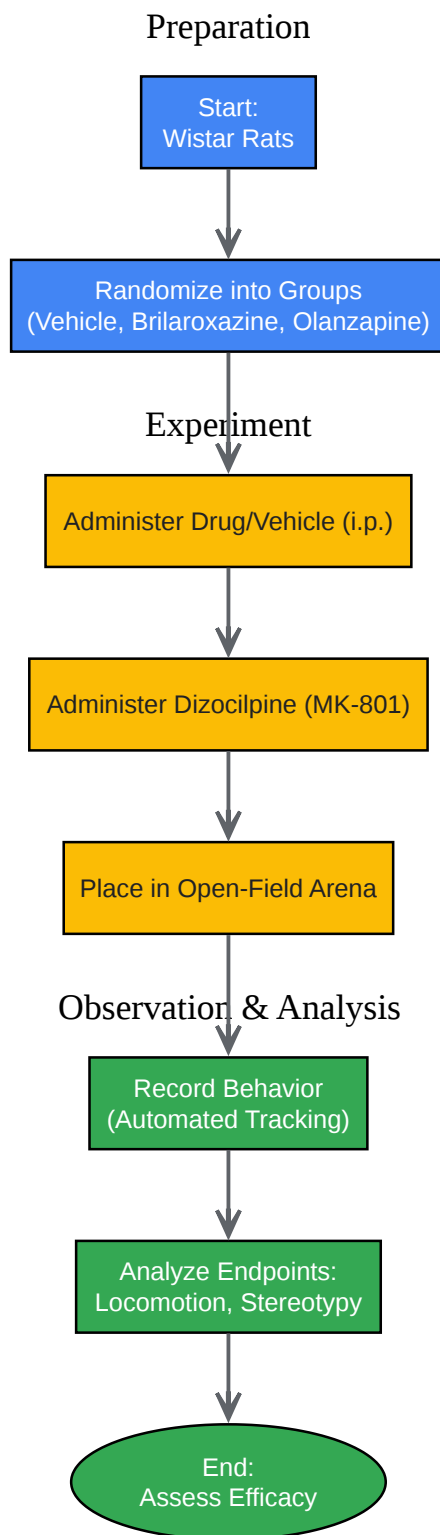 Preparation
Start:
Wistar Rats
Randomize into Groups
(Vehicle, Brilaroxazine, Olanzapine)
Experiment
Administer Drug/Vehicle (i.p.)
Administer Dizocilpine (MK-801)
Place in Open-Field Arena
Observation & Analysis
Record Behavior
(Automated Tracking)
Analyze Endpoints:
Locomotion, Stereotypy
End:
Assess Efficacy